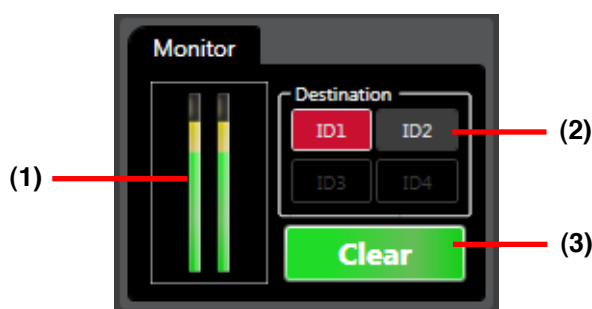 Monitor
Destination
ID1 ID2
(2)
(1)
ID3 ID4
Clear
(3)